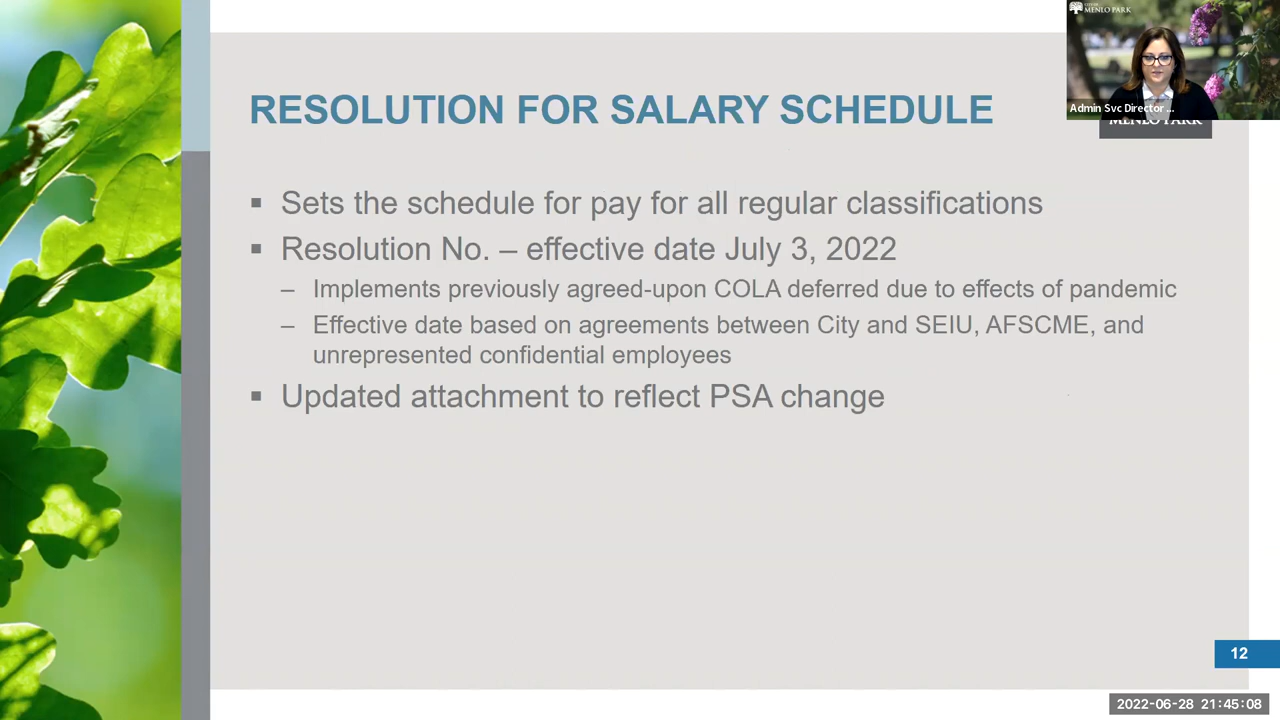 MENLO PARK
Admin Svc Director ...
RESOLUTION FOR SALARY SCHEDULE
MENLO PARK
▪ Sets the schedule for pay for all regular classifications
▪ Resolution No. – effective date July 3, 2022
– Implements previously agreed-upon COLA deferred due to effects of pandemic
– Effective date based on agreements between City and SEIU, AFSCME, and
unrepresented confidential employees
▪ Updated attachment to reflect PSA change
12
2022-06-28 21:45:08